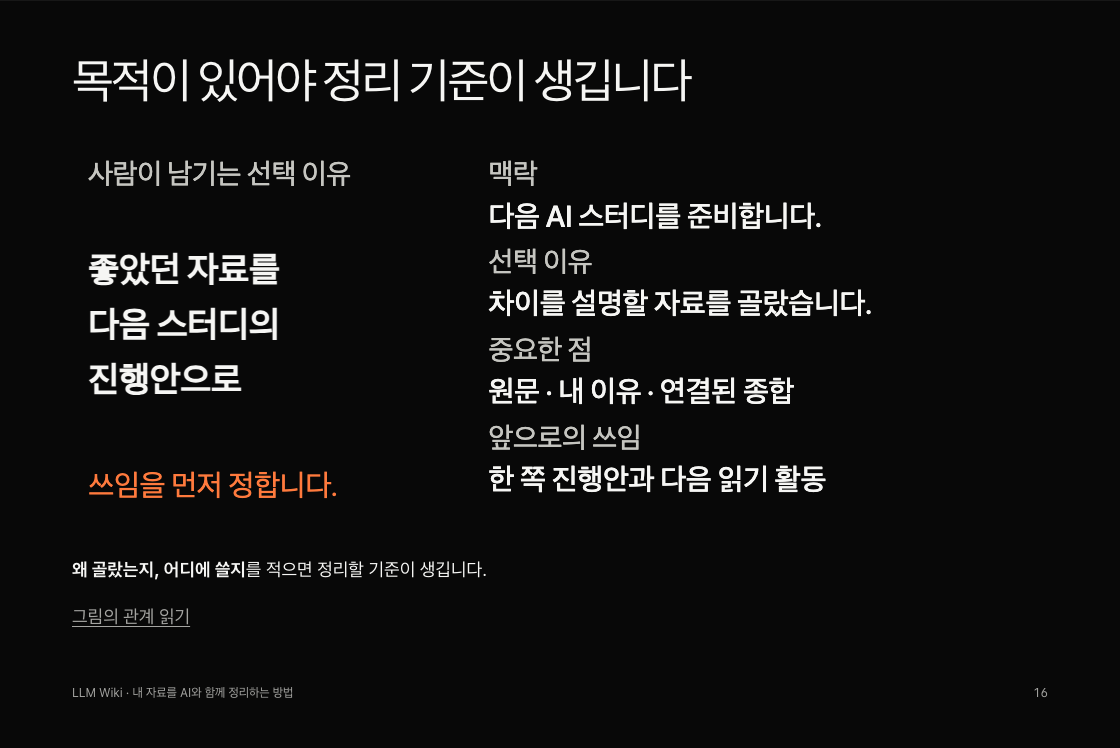 목적이 있어야 정리 기준이 생깁니다
사람이 남기는 선택 이유
좋았던 자료를
다음 스터디의
진행안으로
쓰임을 먼저 정합니다.
맥락
다음 AI 스터디를 준비합니다.
선택 이유
차이를 설명할 자료를 골랐습니다.
중요한 점
원문 · 내 이유 · 연결된 종합
앞으로의 쓰임
한 쪽 진행안과 다음 읽기 활동
왜 골랐는지, 어디에 쓸지를 적으면 정리할 기준이 생깁니다.
그림의 관계 읽기
LLM Wiki · 내 자료를 AI와 함께 정리하는 방법
16